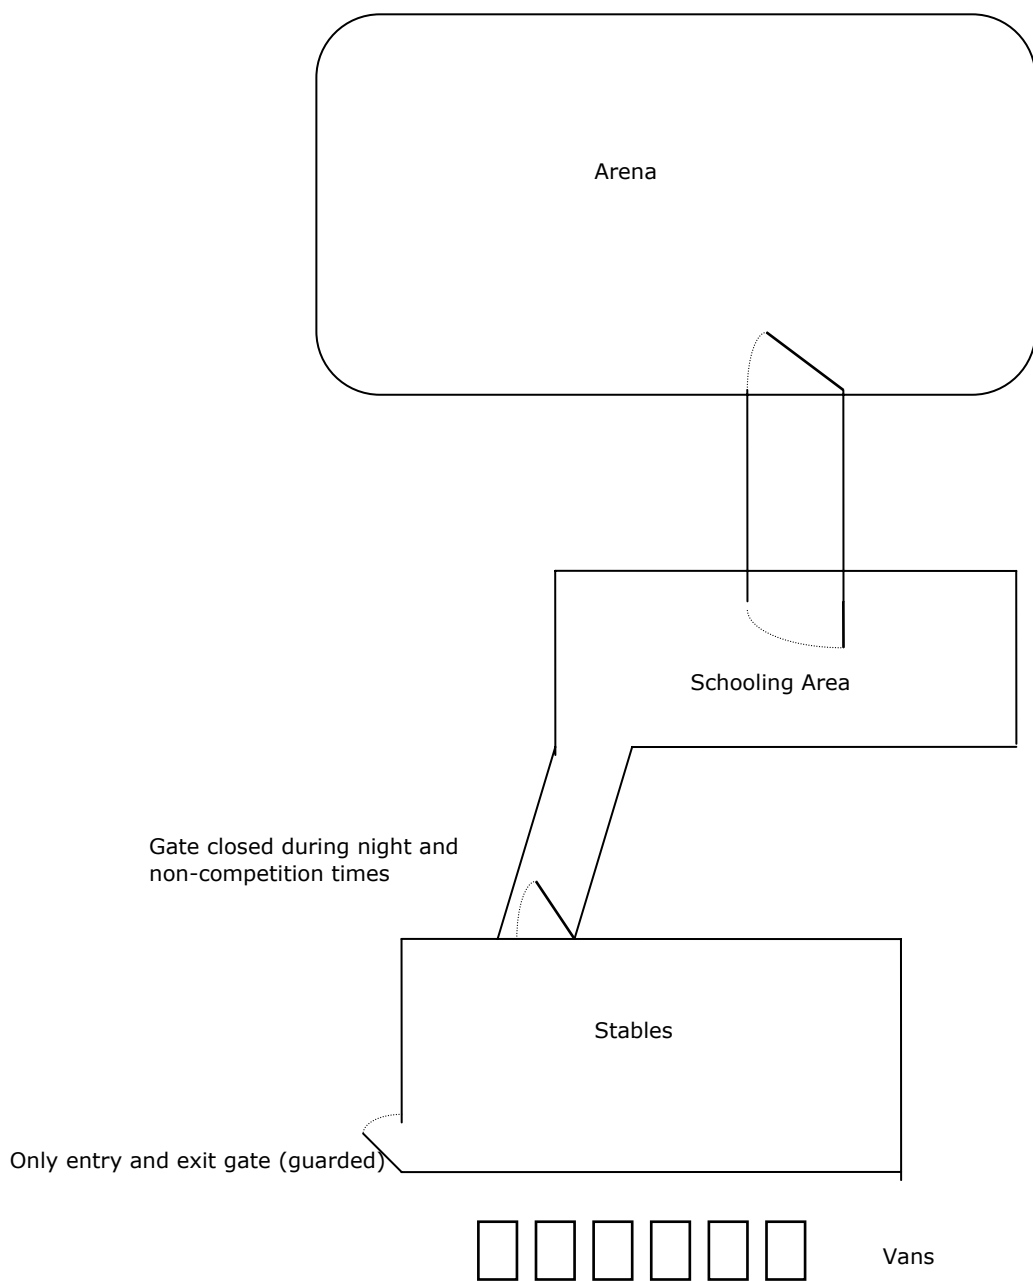 Arena
Schooling Area
Gate closed during night and
non-competition times
Stables
Only entry and exit gate (guarded)
Vans